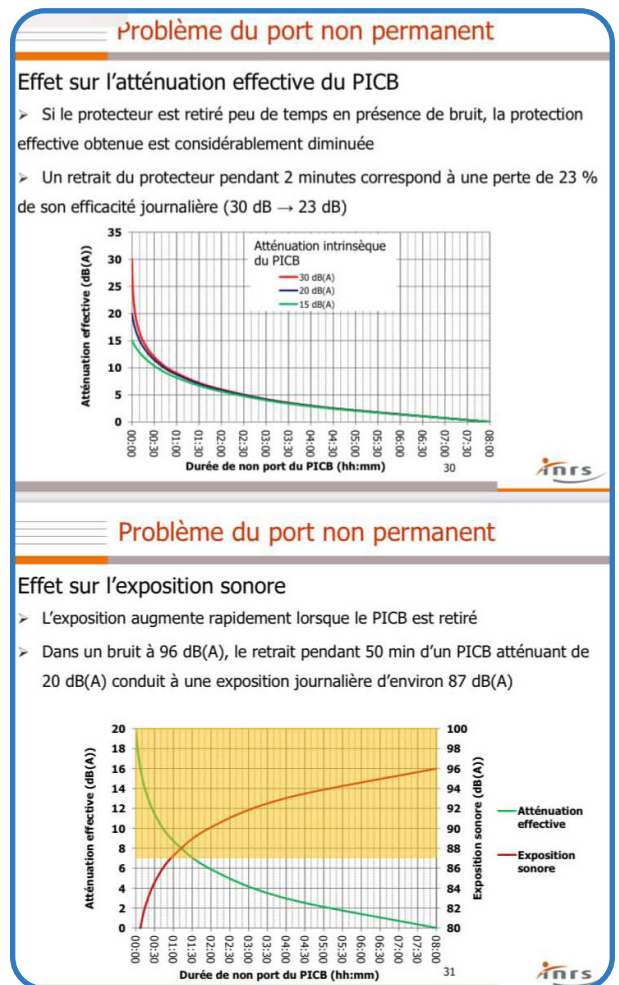 Problème du port non permanent
Effet sur l'atténuation effective du PICB
➢ Si le protecteur est retiré peu de temps en présence de bruit, la protection
effective obtenue est considérablement diminuée
➢ Un retrait du protecteur pendant 2 minutes correspond à une perte de 23 %
de son efficacité journalière (30 dB → 23 dB)
Atténuation effective (dB(A))
35
30
25
20
15
10
5
0
Atténuation intrinsèque
du PICB
30 dB(A)
20 dB(A)
15 dB(A)
00:00 00:30 01:00 01:30 02:00 02:30 03:00 03:30 04:00 04:30 05:00 05:30 06:00 06:30 07:00 07:30 08:00
Durée de non port du PICB (hh:mm)
30
inrs
Problème du port non permanent
Effet sur l'exposition sonore
➢ L'exposition augmente rapidement lorsque le PICB est retiré
➢ Dans un bruit à 96 dB(A), le retrait pendant 50 min d'un PICB atténuant de
20 dB(A) conduit à une exposition journalière d'environ 87 dB(A)
Atténuation effective (dB(A))
20
18
16
14
12
10
8
6
4
2
0
100
98
96
94
92
90
88
86
84
82
80
Exposition sonore (dB(A))
Atténuation
effective
Exposition
sonore
00:00 00:30 01:00 01:30 02:00 02:30 03:00 03:30 04:00 04:30 05:00 05:30 06:00 06:30 07:00 07:30 08:00
Durée de non port du PICB (hh:mm)
31
inrs